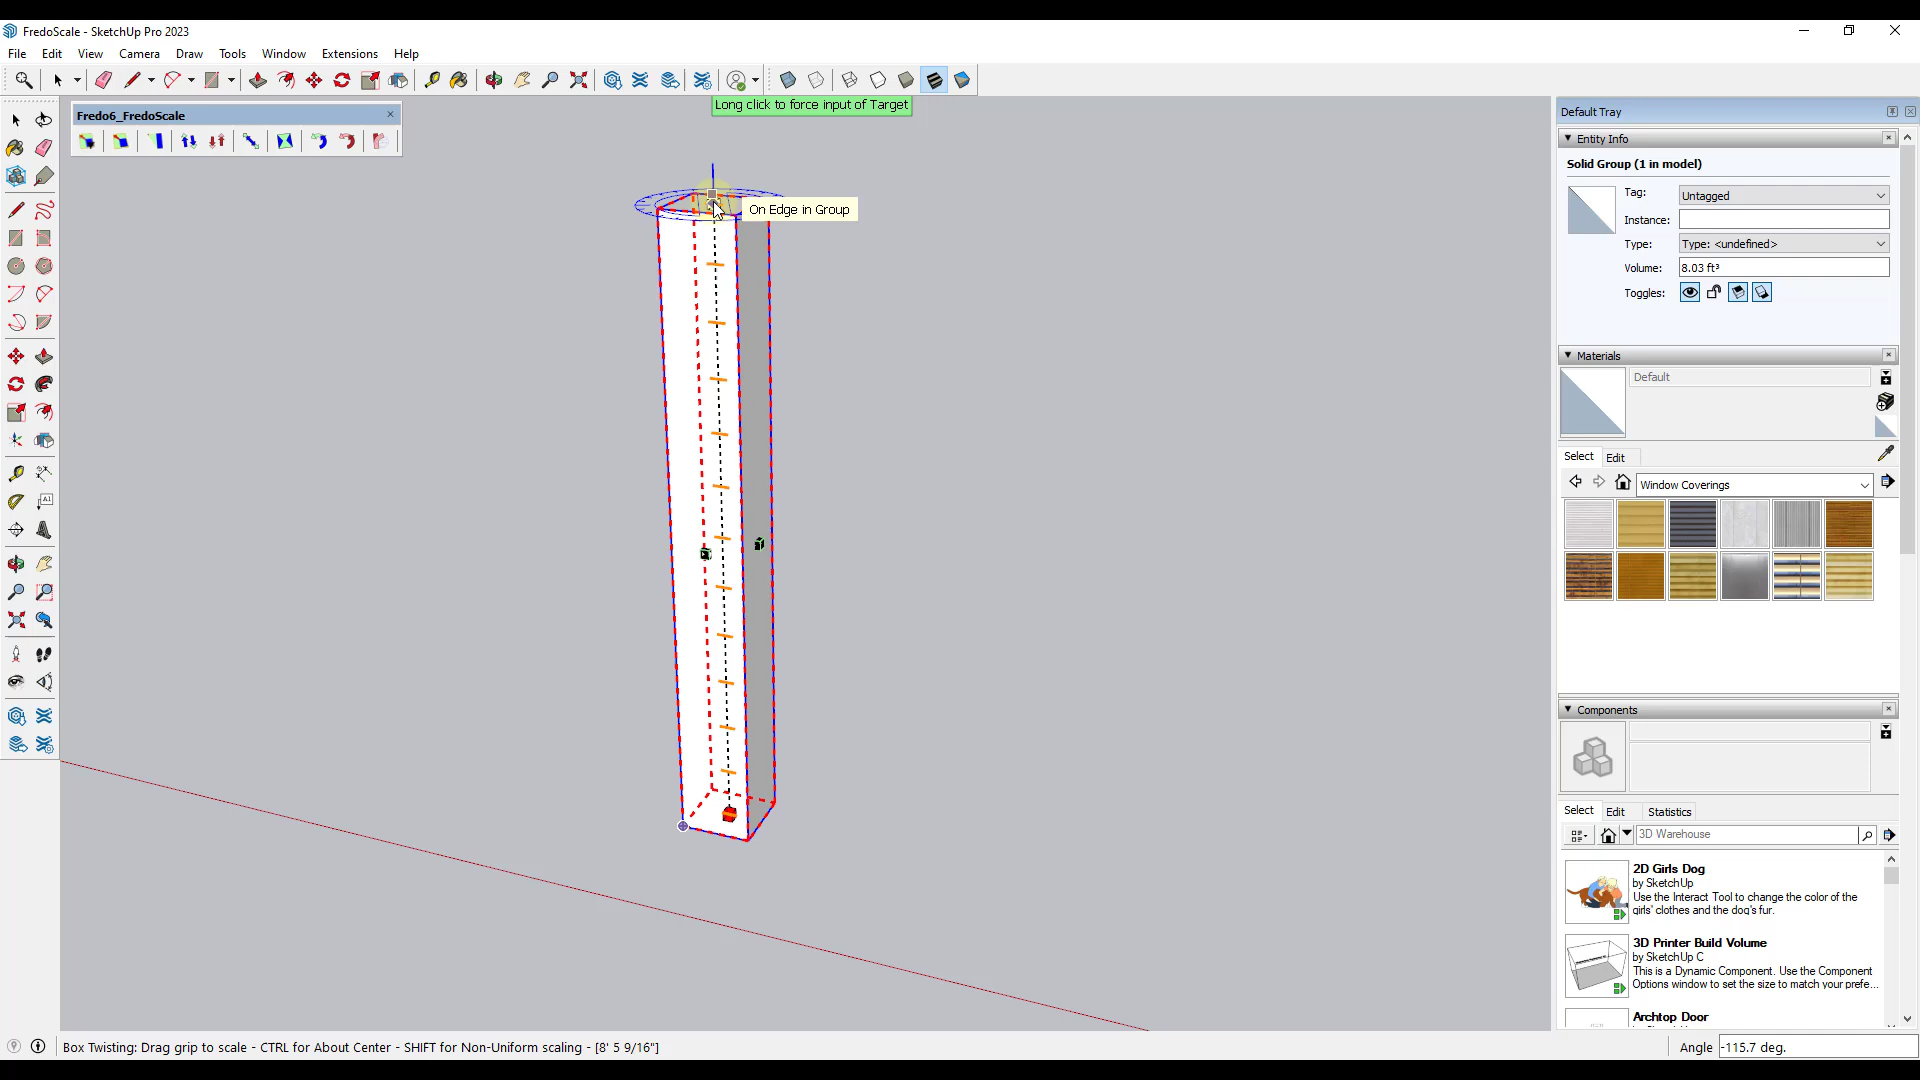 FredoScale - SketchUp Pro 2023
File Edit View Camera Draw Tools Window Extensions Help
Long click to force input of Target
Fredo6_FredoScale
On Edge in Group
Default Tray
Entity Info
Solid Group (1 in model)
Tag: Untagged
Instance:
Type: Type: <undefined>
Volume: 8.03 ft³
Toggles:
Materials
Default
Select Edit
Window Coverings
Components
Select Edit Statistics
3D Warehouse
2D Girls Dog
by SketchUp
Use the Interact Tool to change the color of the
girls' clothes and the dog's fur.
3D Printer Build Volume
by SketchUp C
This is a Dynamic Component. Use the Component
Options window to set the size to match your prefe...
Archtop Door
Box Twisting: Drag grip to scale - CTRL for About Center - SHIFT for Non-Uniform scaling - [8' 5 9/16"]
Angle -115.7 deg.